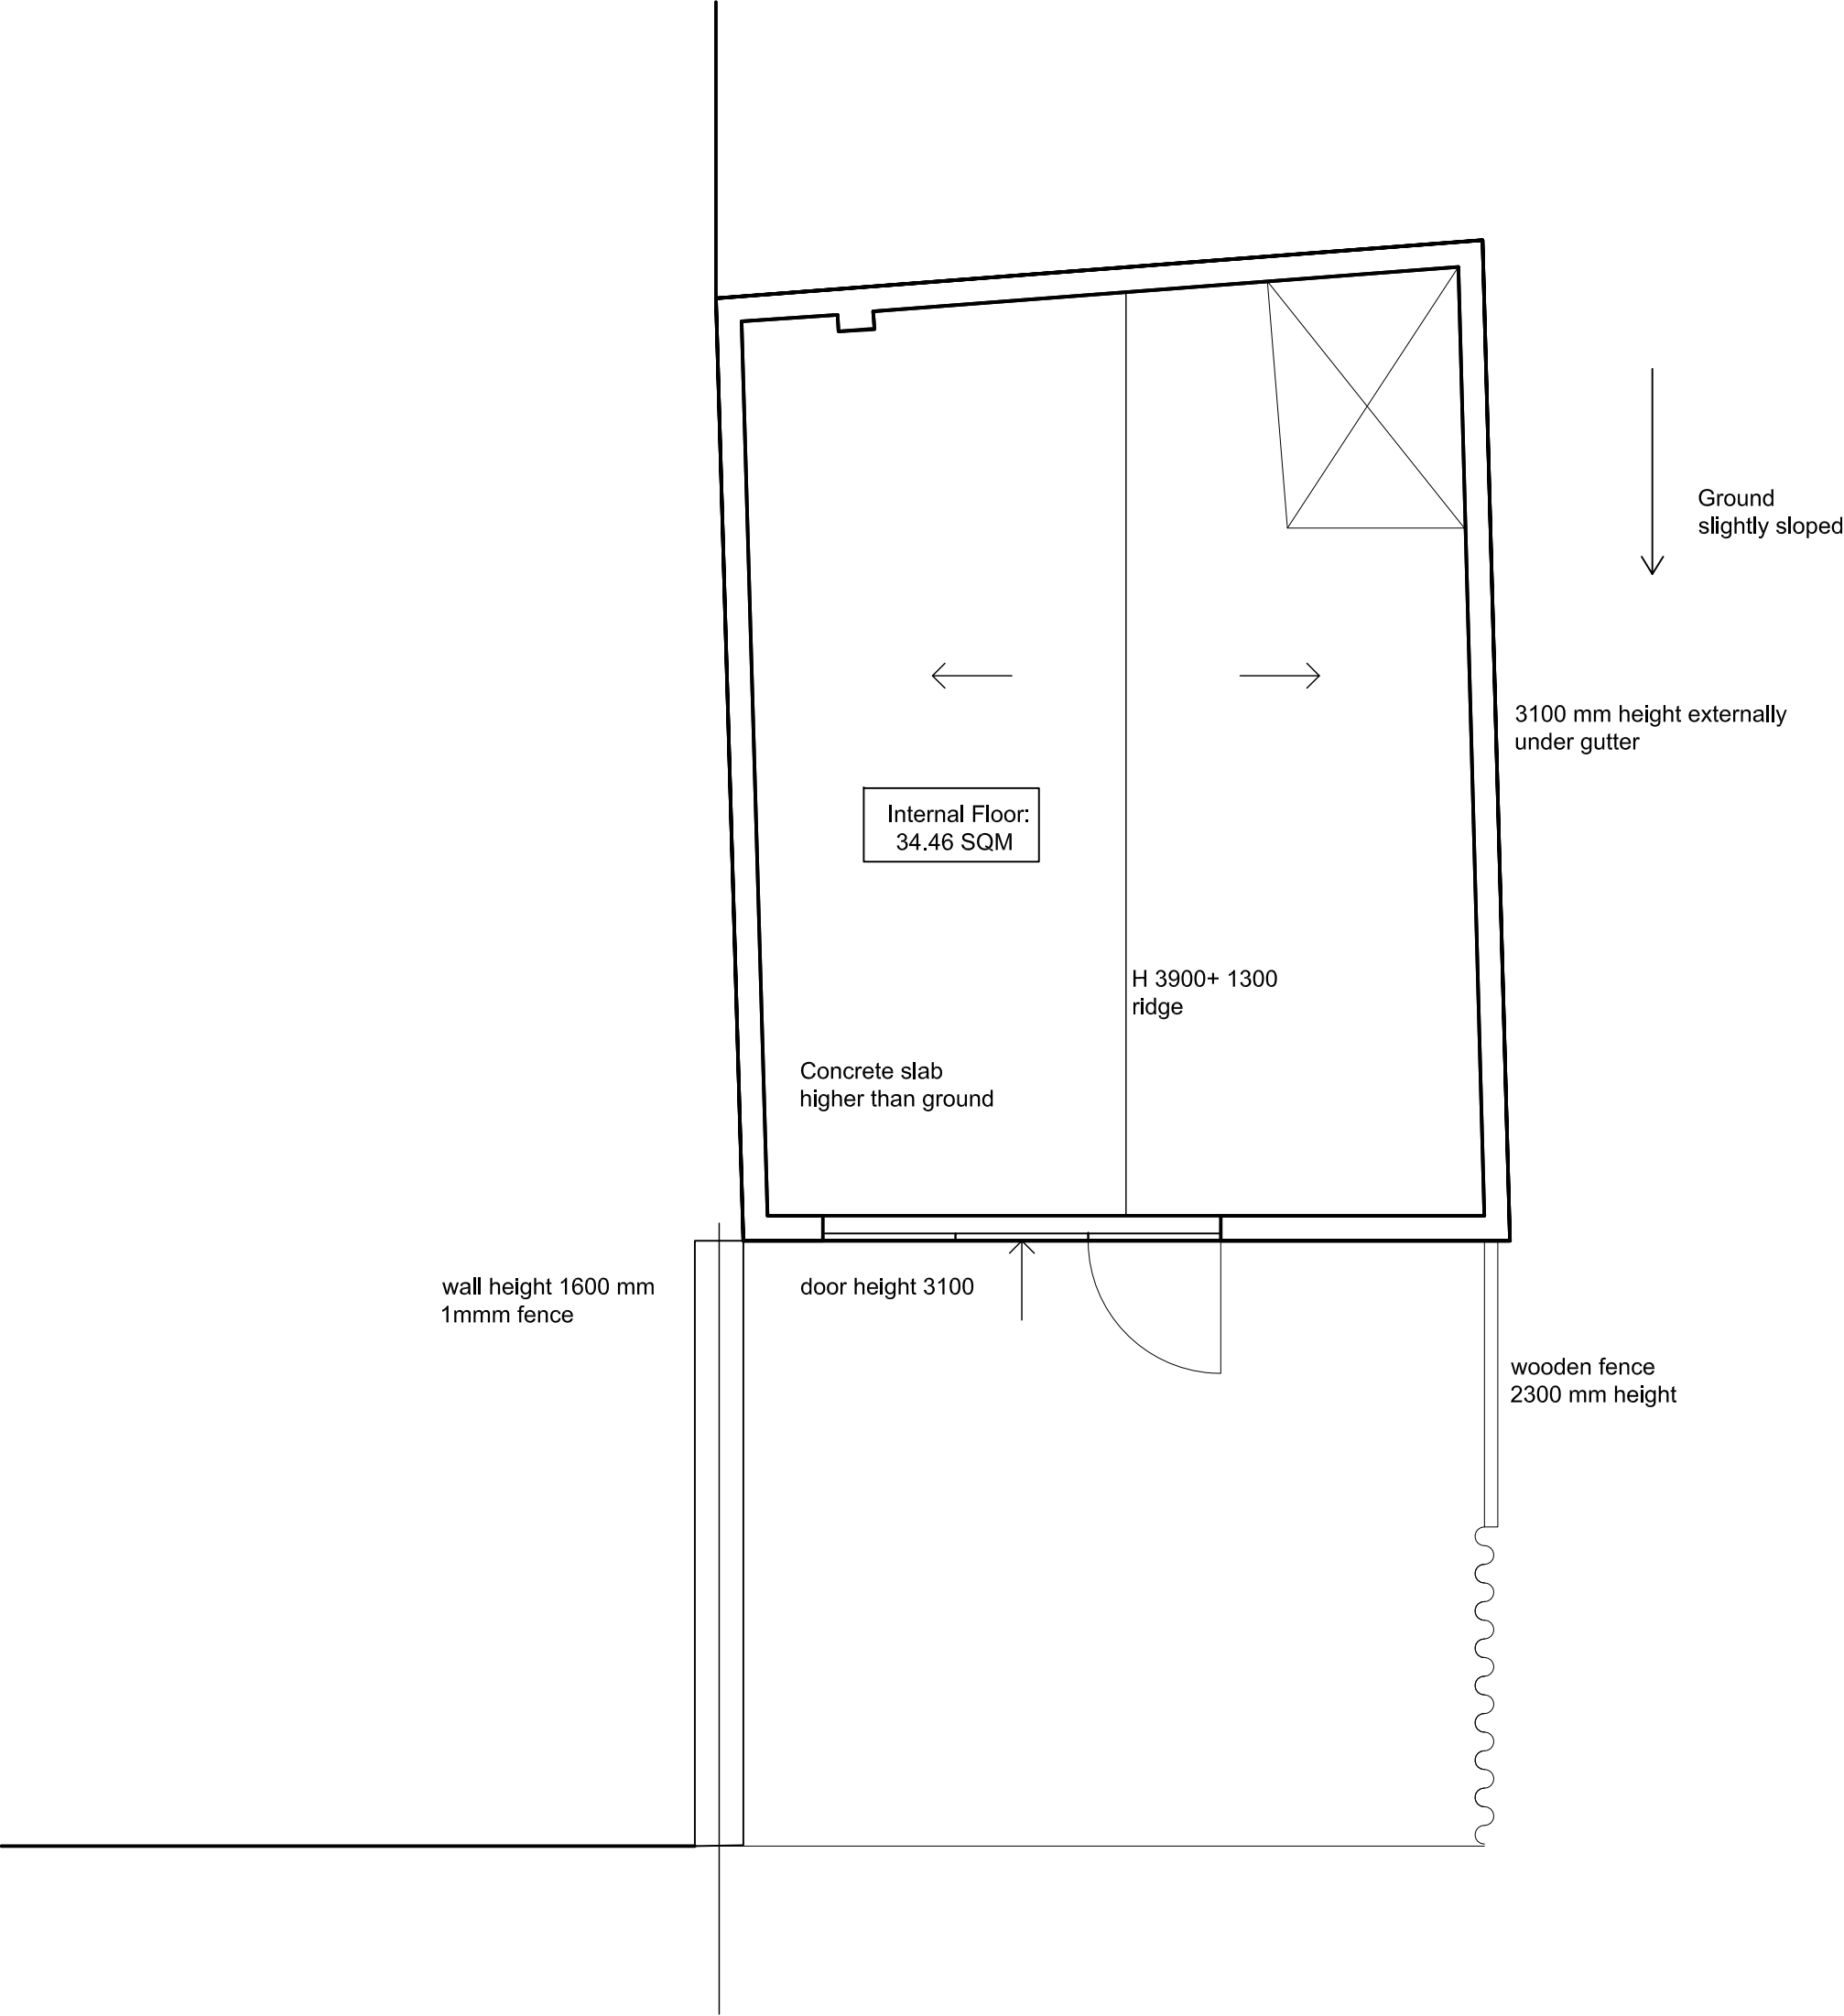 Ground
slightly sloped
3100 mm height externally
under gutter
Internal Floor:
34.46 SQM
H 3900+ 1300
ridge
Concrete slab
higher than ground
wall height 1600 mm
1mmm fence
door height 3100
wooden fence
2300 mm height